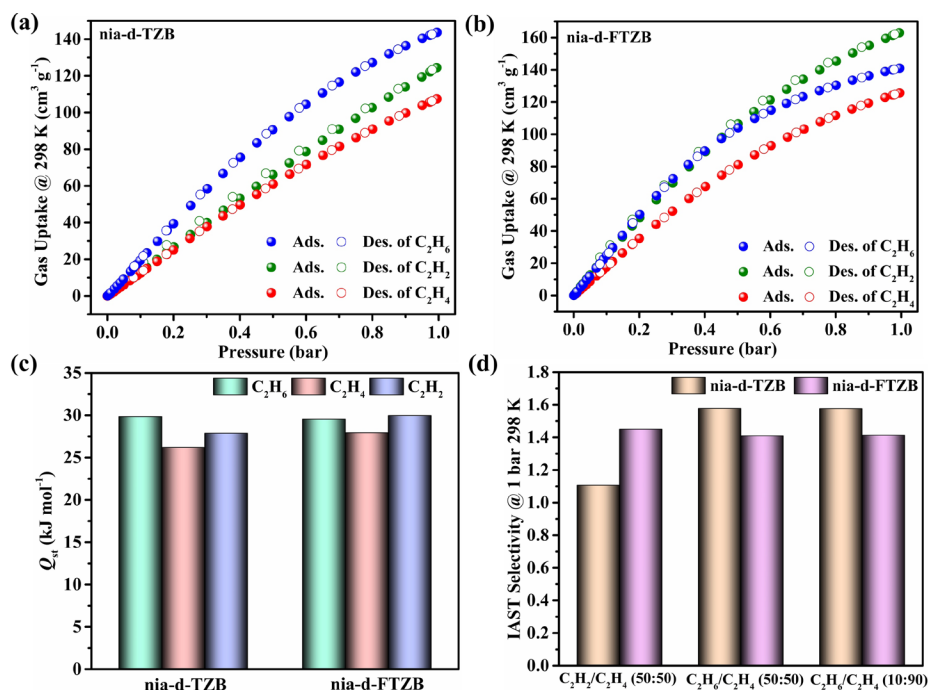 (a)
nia-d-TZB
Gas Uptake @ 298 K (cm³ g⁻¹)
140
120
100
80
60
40
20
0
Ads. Des. of C₂H₆
Ads. Des. of C₂H₂
Ads. Des. of C₂H₄
0.0 0.2 0.4 0.6 0.8 1.0
Pressure (bar)
(b)
nia-d-FTZB
Gas Uptake @ 298 K (cm³ g⁻¹)
160
140
120
100
80
60
40
20
0
Ads. Des. of C₂H₆
Ads. Des. of C₂H₂
Ads. Des. of C₂H₄
0.0 0.2 0.4 0.6 0.8 1.0
Pressure (bar)
(c)
C₂H₆ C₂H₄ C₂H₂
Qst (kJ mol⁻¹)
35
30
25
20
15
10
5
0
nia-d-TZB nia-d-FTZB
(d)
nia-d-TZB nia-d-FTZB
IAST Selectivity @ 1 bar 298 K
1.8
1.6
1.4
1.2
1.0
0.8
0.6
0.4
0.2
0.0
C₂H₂/C₂H₄ (50:50) C₂H₆/C₂H₄ (50:50) C₂H₆/C₂H₄ (10:90)